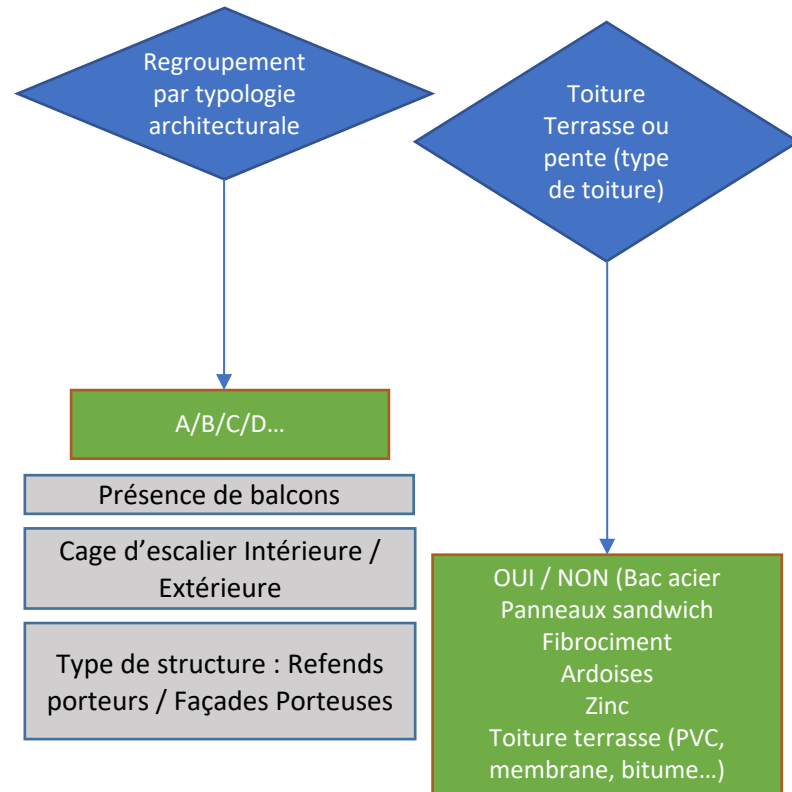 Regroupement
par typologie
architecturale
Toiture
Terrasse ou
pente (type
de toiture)
A/B/C/D…
Présence de balcons
Cage d’escalier Intérieure /
Extérieure
Type de structure : Refends
porteurs / Façades Porteuses
OUI / NON (Bac acier
Panneaux sandwich
Fibrociment
Ardoises
Zinc
Toiture terrasse (PVC,
membrane, bitume…)